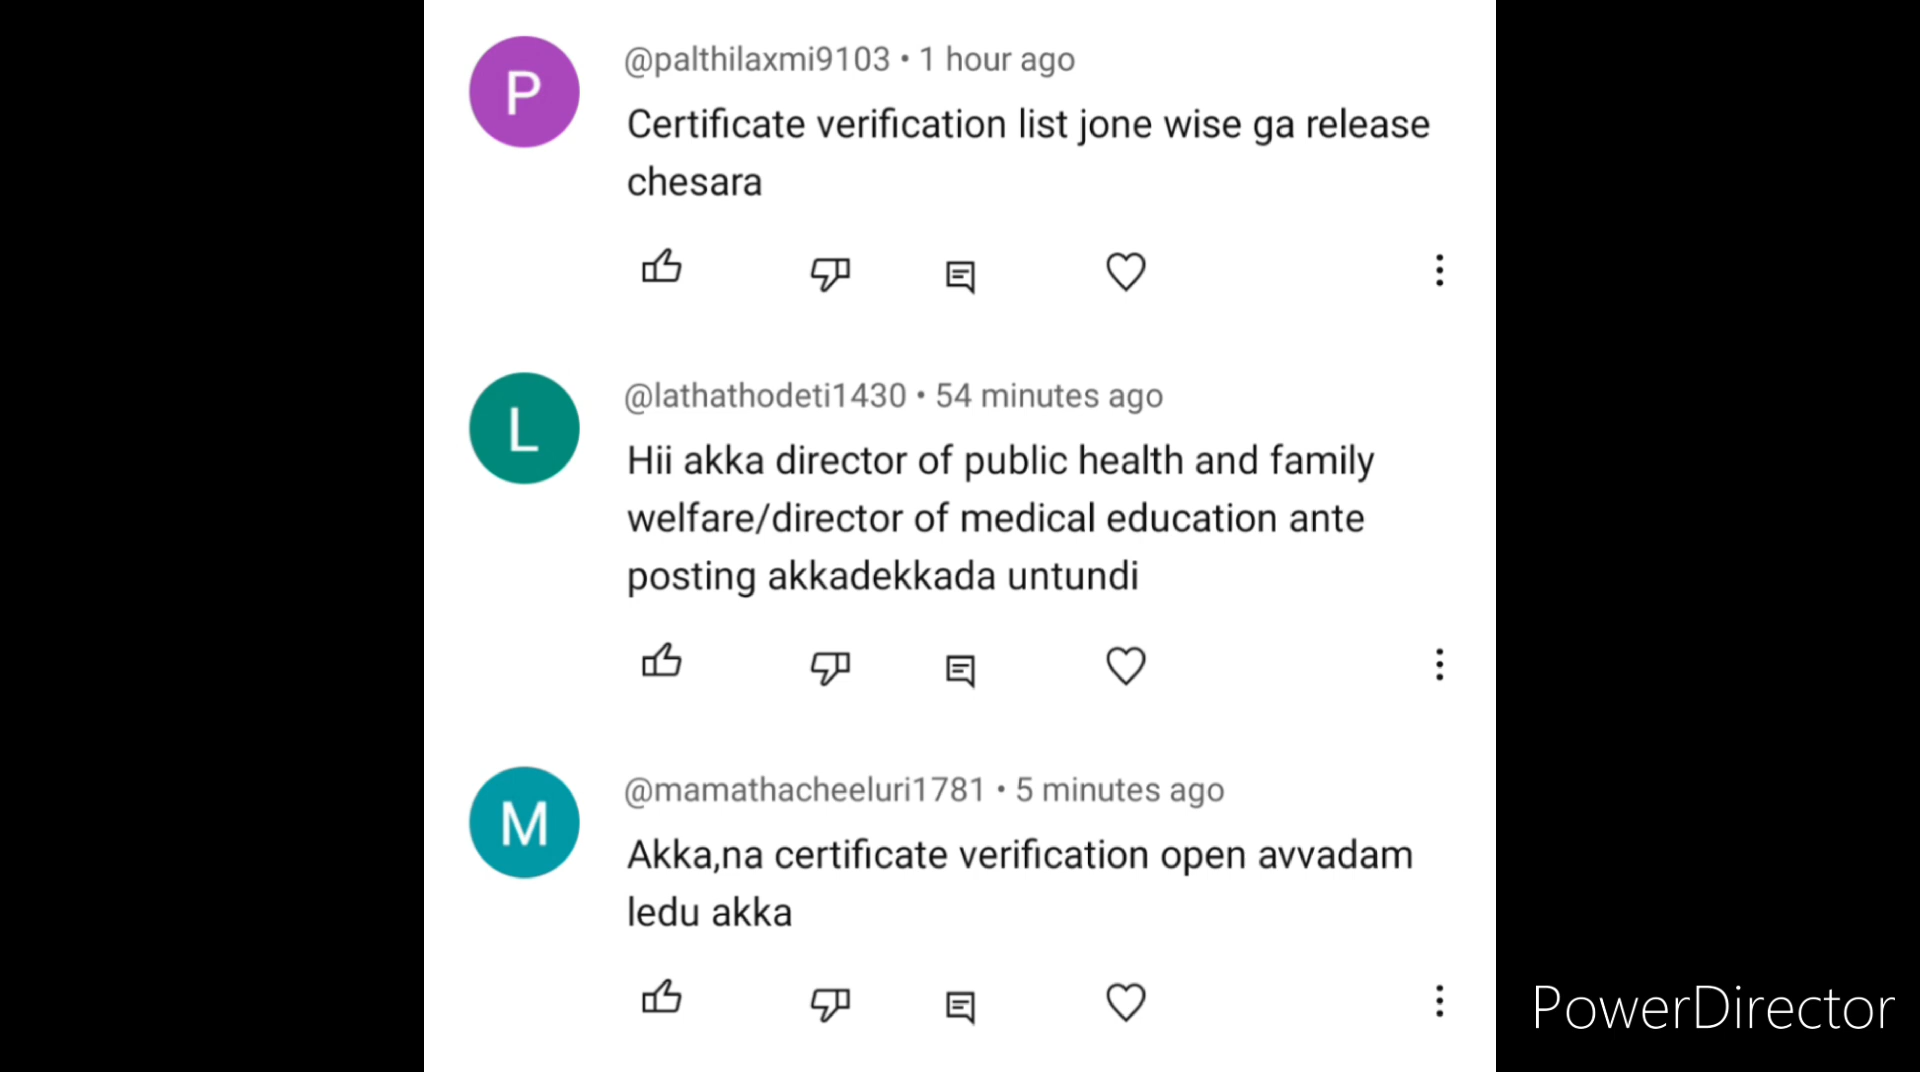 P
@palthilaxmi9103 • 1 hour ago
Certificate verification list jone wise ga release
chesara
L
@lathathodeti1430 • 54 minutes ago
Hii akka director of public health and family
welfare/director of medical education ante
posting akkadekkada untundi
M
@mamathacheeluri1781 • 5 minutes ago
Akka,na certificate verification open avvadam
ledu akka
PowerDirector